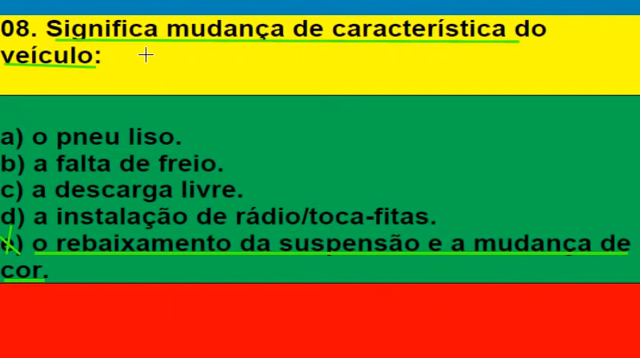 08. Significa mudança de característica do
veículo:
a) o pneu liso.
b) a falta de freio.
c) a descarga livre.
d) a instalação de rádio/toca-fitas.
e) o rebaixamento da suspensão e a mudança de
cor.